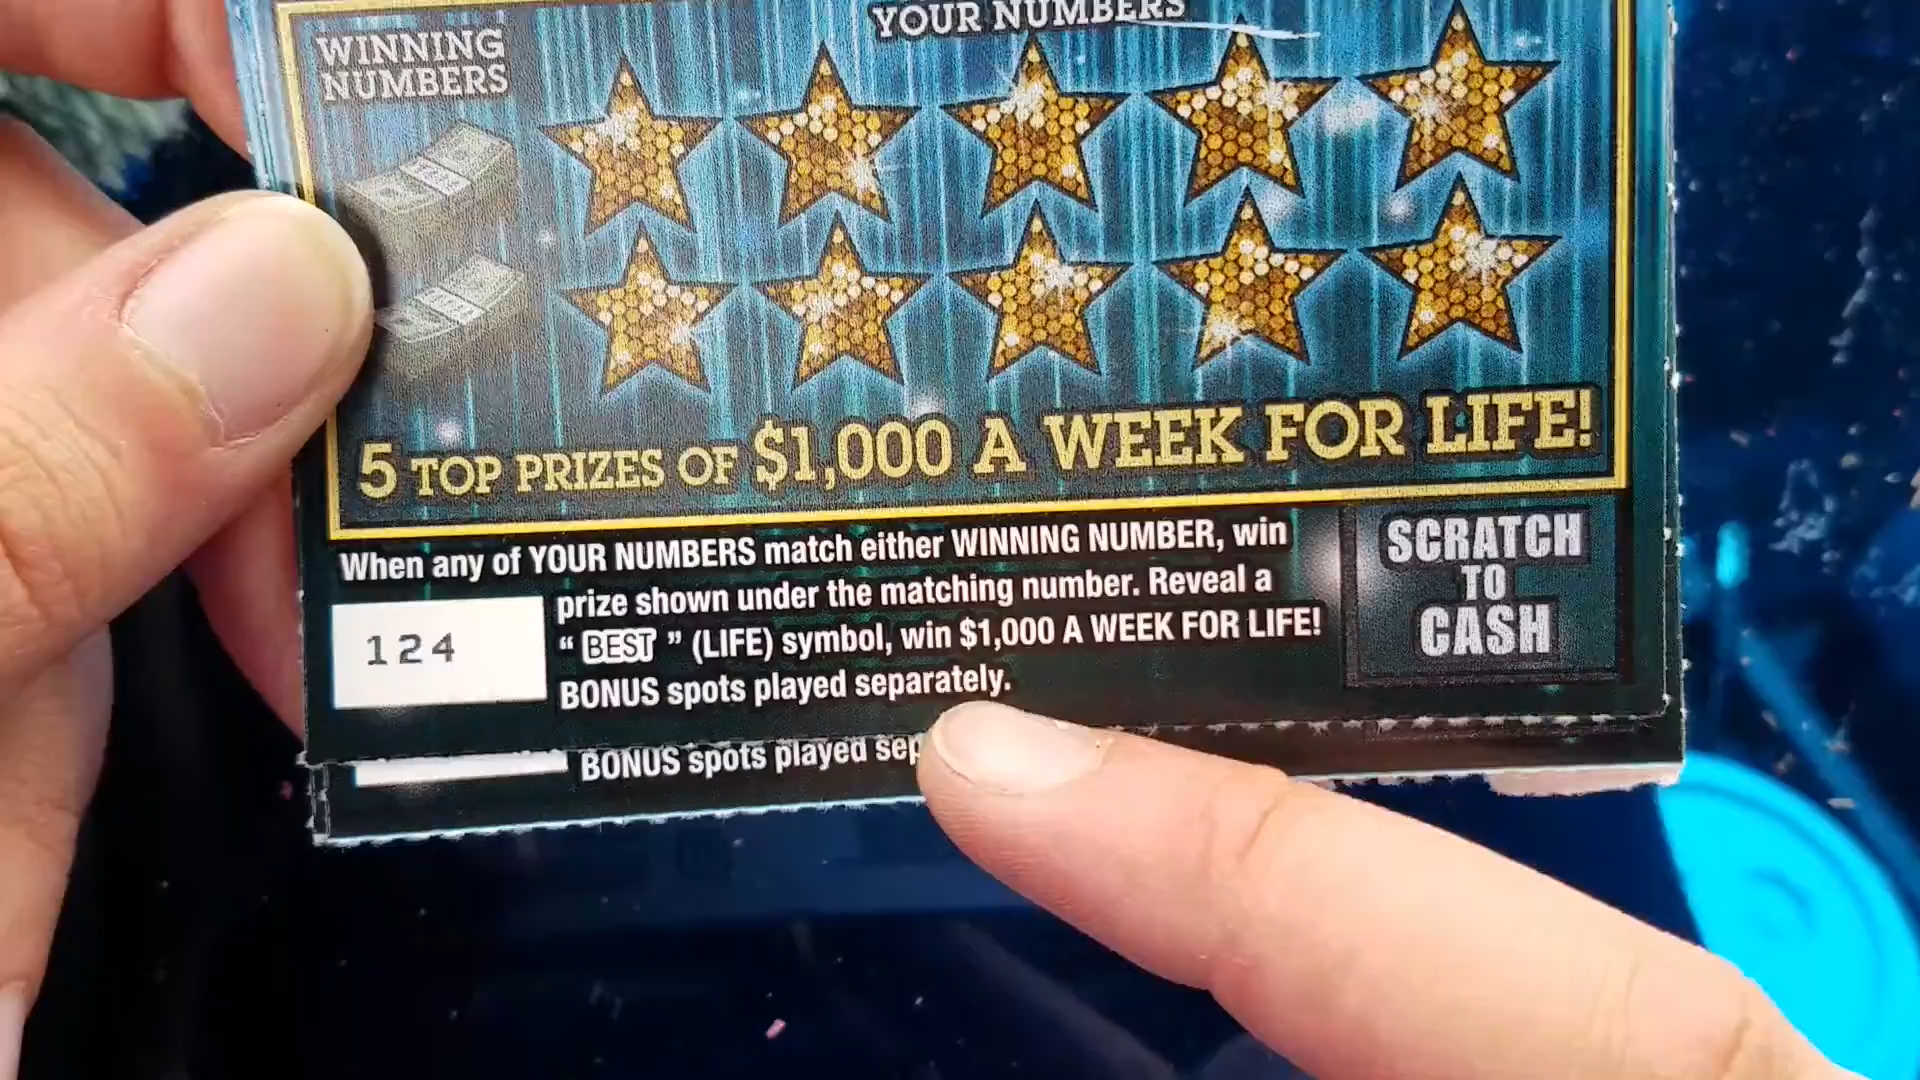 YOUR NUMBERS
WINNING
NUMBERS
5 TOP PRIZES OF $1,000 A WEEK FOR LIFE!
When any of YOUR NUMBERS match either WINNING NUMBER, win
prize shown under the matching number. Reveal a
“ BEST ” (LIFE) symbol, win $1,000 A WEEK FOR LIFE!
BONUS spots played separately.
124
SCRATCH
TO
CASH
BONUS spots played